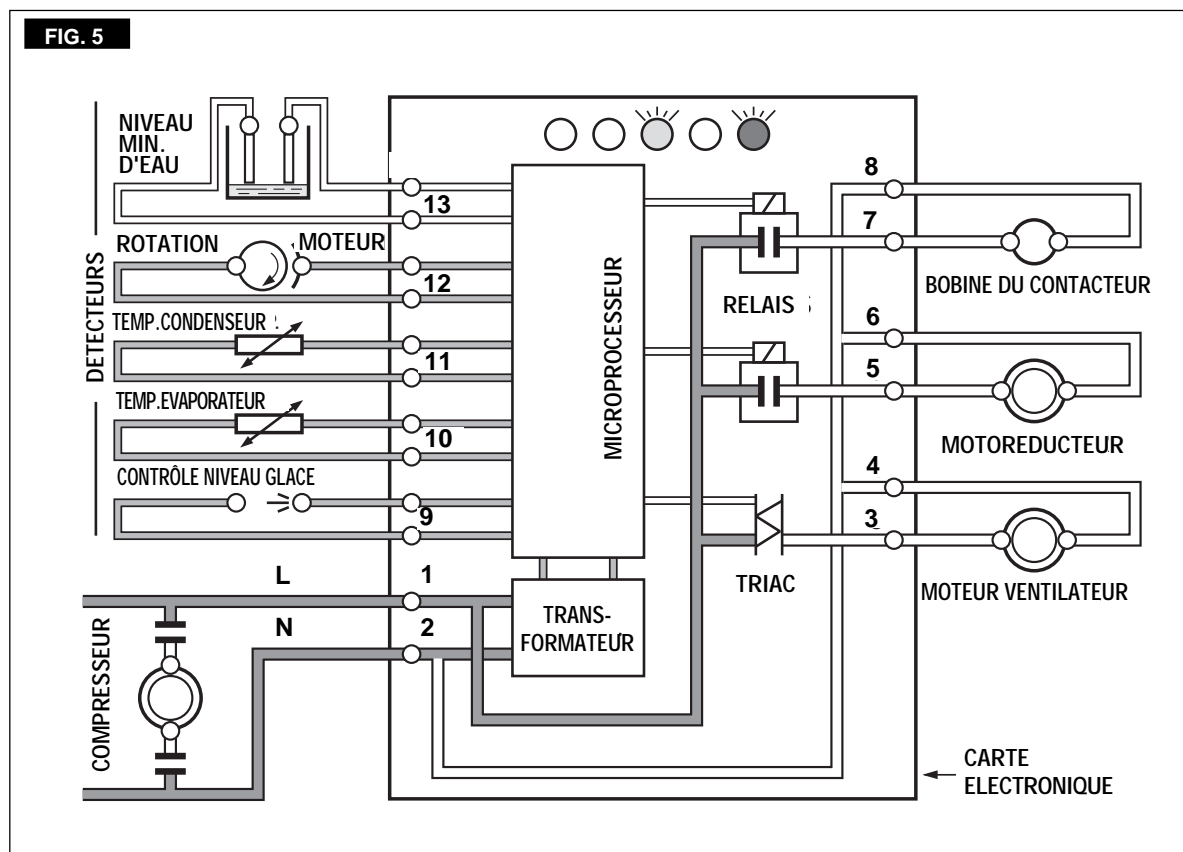 FIG. 5
NIVEAU
MIN.
D'EAU
13
ROTATION
MOTEUR
12
TEMP.CONDENSEUR
11
TEMP.EVAPORATEUR
10
CONTRÔLE NIVEAU GLACE
9
DETECTEURS
L
1
N
2
COMPRESSEUR
MICROPROCESSEUR
TRANS-
FORMATEUR
RELAIS
TRIAC
8
7
BOBINE DU CONTACTEUR
6
5
MOTOREDUCTEUR
4
3
MOTEUR VENTILATEUR
CARTE
ELECTRONIQUE